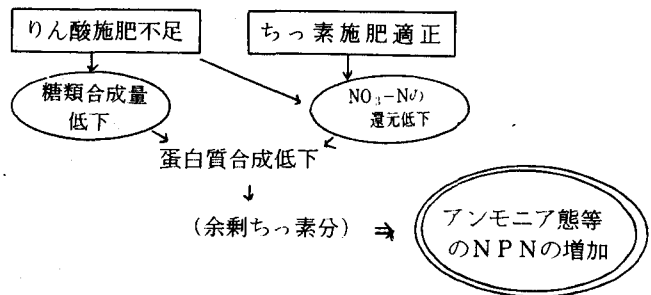 りん酸施肥不足
ちっ素施肥適正
糖類合成量
低下
NO₃-Nの
還元低下
蛋白質合成低下
(余剰ちっ素分)
アンモニア態等
のNPNの増加